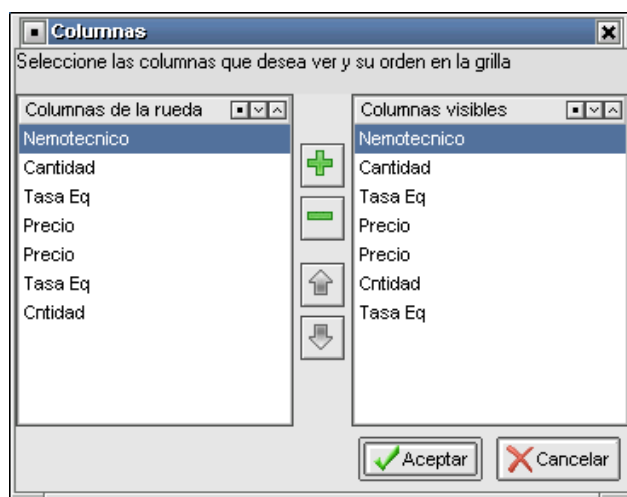 Columnas
Seleccione las columnas que desea ver y su orden en la grilla
Columnas de la rueda
Nemotecnico
Cantidad
Tasa Eq
Precio
Precio
Tasa Eq
Cntidad
Columnas visibles
Nemotecnico
Cantidad
Tasa Eq
Precio
Precio
Cntidad
Tasa Eq
Aceptar
Cancelar